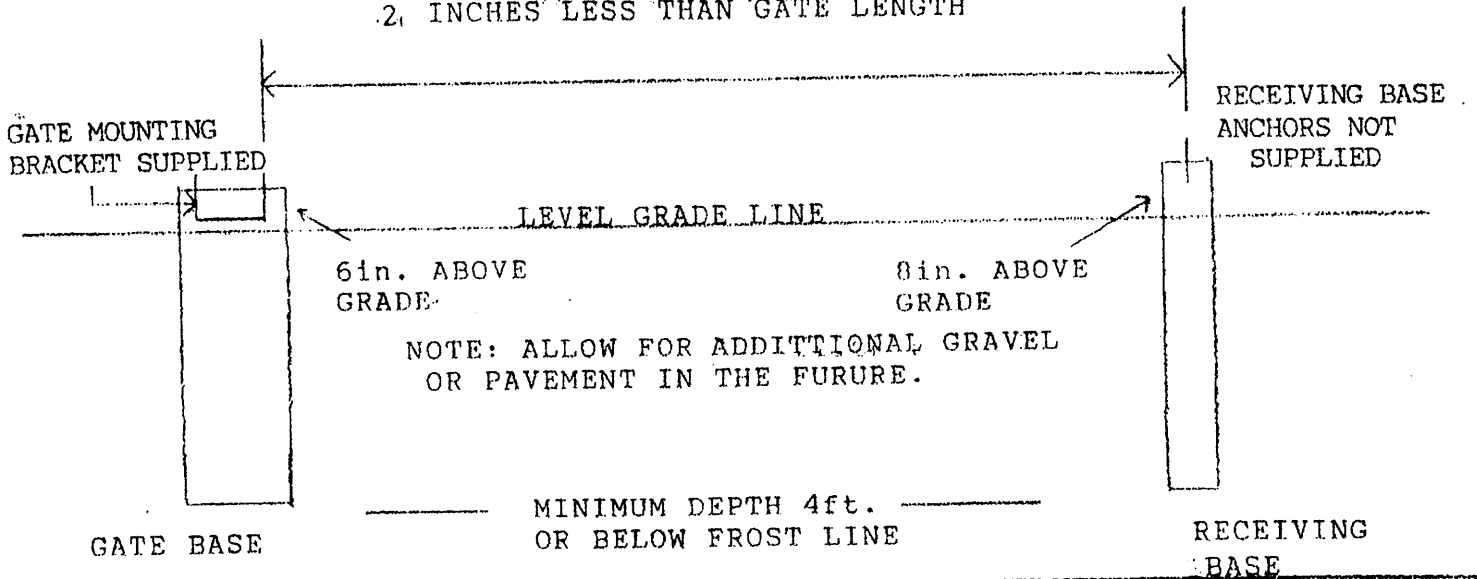 2 INCHES LESS THAN GATE LENGTH
GATE MOUNTING
BRACKET SUPPLIED
RECEIVING BASE
ANCHORS NOT
SUPPLIED
LEVEL GRADE LINE
6in. ABOVE
GRADE
8in. ABOVE
GRADE
NOTE: ALLOW FOR ADDITTIONAL GRAVEL
OR PAVEMENT IN THE FURURE.
MINIMUM DEPTH 4ft.
OR BELOW FROST LINE
GATE BASE
RECEIVING
BASE